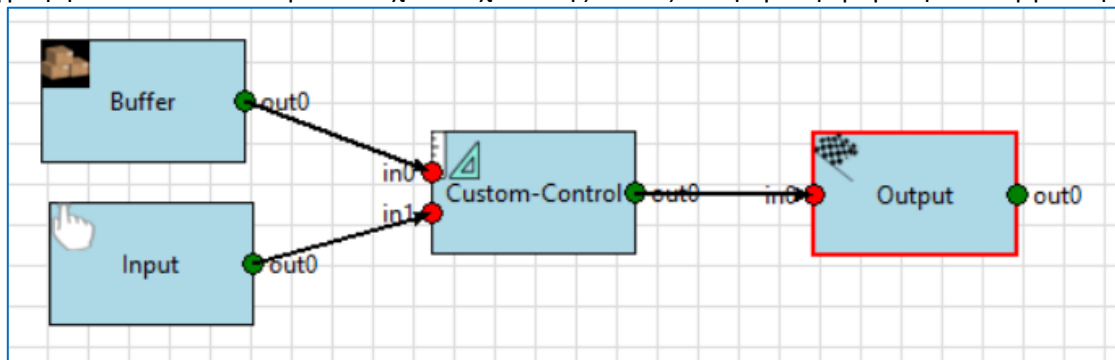 Buffer
out0
in0
Custom-Control
out0
in0
Output
out0
in1
Input
out0